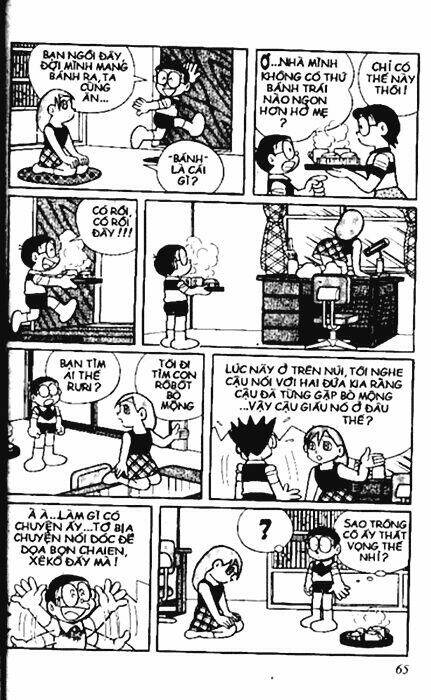 BẠN NGỒI ĐÂY
ĐỢI MÌNH MANG
BÁNH RA, TA
CÙNG
ĂN...
"BÁNH"
LÀ CÁI
GÌ?
Ơ...NHÀ MÌNH
KHÔNG CÓ THỨ
BÁNH TRÁI
NÀO NGON
HƠN HỞ MẸ
?
CHỈ CÓ
THẾ NÀY
THÔI!
CÓ RỒI,
CÓ RỒI
ĐÂY!!!
BẠN TÌM
AI THẾ
RURI?
TÔI ĐI
TÌM CON
RÔBỐT
BỌ
MỘNG
LÚC NÃY Ở TRÊN NÚI, TÔI NGHE
CẬU NÓI VỚI HAI ĐỨA KIA RẰNG
CẬU ĐÃ TỪNG GẶP BỌ MỘNG
...VẬY CẬU GIẤU NÓ Ở ĐÂU
THẾ?
À À...LÀM GÌ CÓ
CHUYỆN ẤY...TỚ BỊA
CHUYỆN NÓI DÓC ĐỂ
DỌA BỌN CHAIEN,
XÊKÔ ĐẤY MÀ!
?
SAO TRÔNG
CÔ ẤY THẤT
VỌNG THẾ
NHỈ?
65